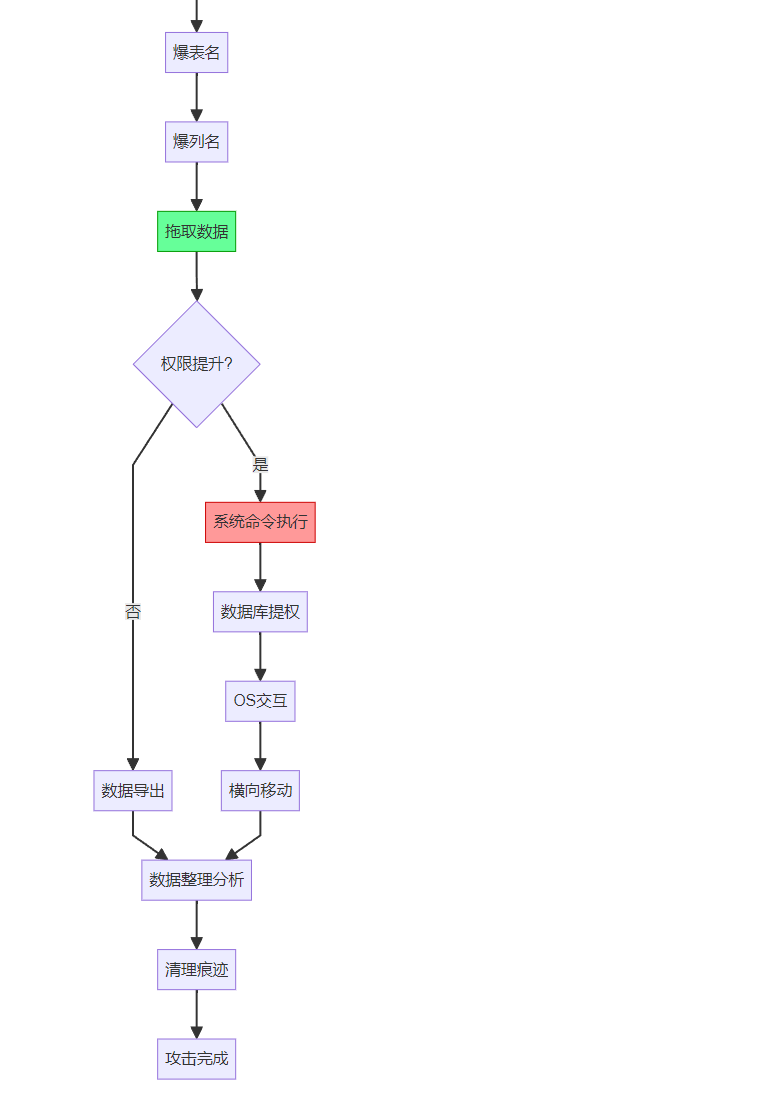 爆表名
爆列名
拖取数据
权限提升?
是
系统命令执行
否
数据库提权
OS交互
数据导出
横向移动
数据整理分析
清理痕迹
攻击完成